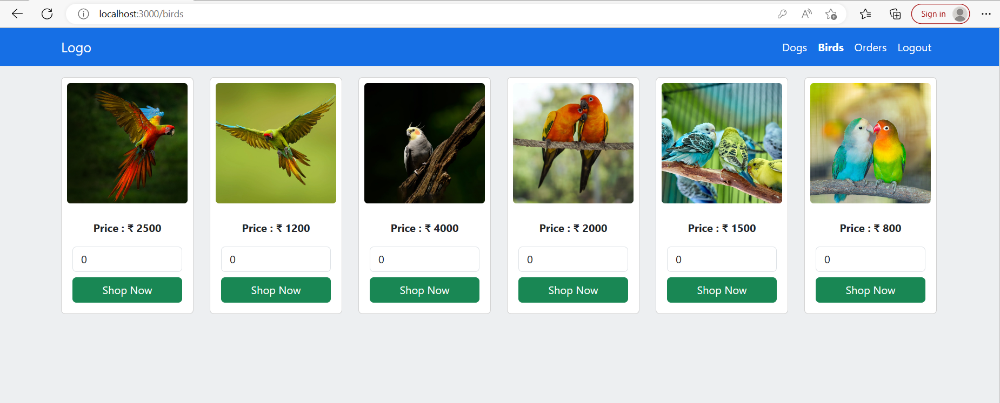 localhost:3000/birds
Sign in
Logo
Dogs Birds Orders Logout
Price : ₹ 2500
0
Shop Now
Price : ₹ 1200
0
Shop Now
Price : ₹ 4000
0
Shop Now
Price : ₹ 2000
0
Shop Now
Price : ₹ 1500
0
Shop Now
Price : ₹ 800
0
Shop Now